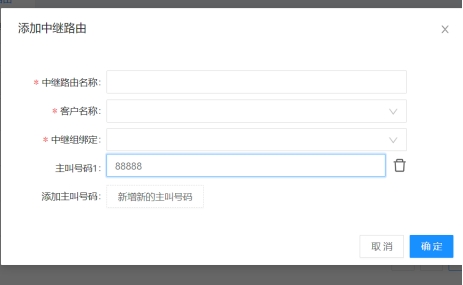 添加中继路由
* 中继路由名称:
* 客户名称:
* 中继组绑定:
主叫号码1: 88888
添加主叫号码: 新增新的主叫号码
取 消 确 定